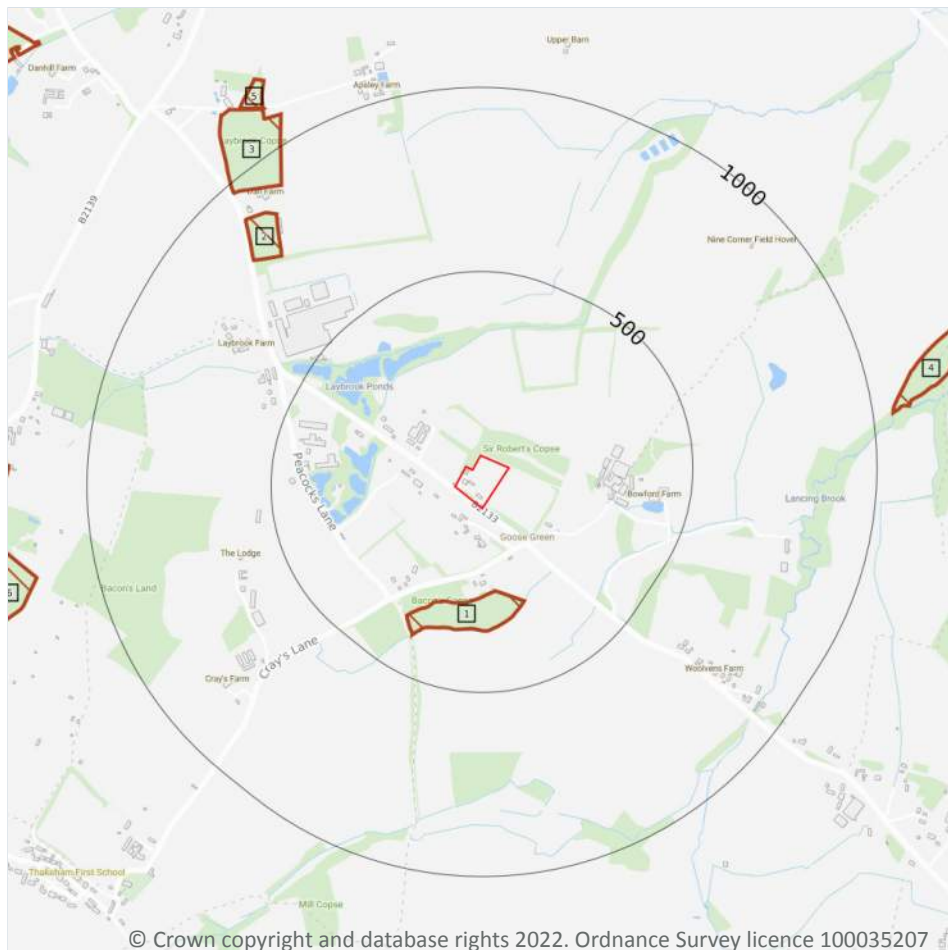 Upper Barn
Danhill Farm
Apsley Farm
5
Laybrook Copse
3
1000
B2139
2
Nine Corner Field Hovel
500
Laybrook Farm
4
Laybrook Ponds
Sir Robert's Copse
Peacocks Lane
Bowford Farm
Lancing Brook
B2133
Goose Green
The Lodge
Bacon's Land
6
1
Cray's Lane
Woolvens Farm
Cray's Farm
Thakeham First School
Mill Copse
© Crown copyright and database rights 2022. Ordnance Survey licence 100035207